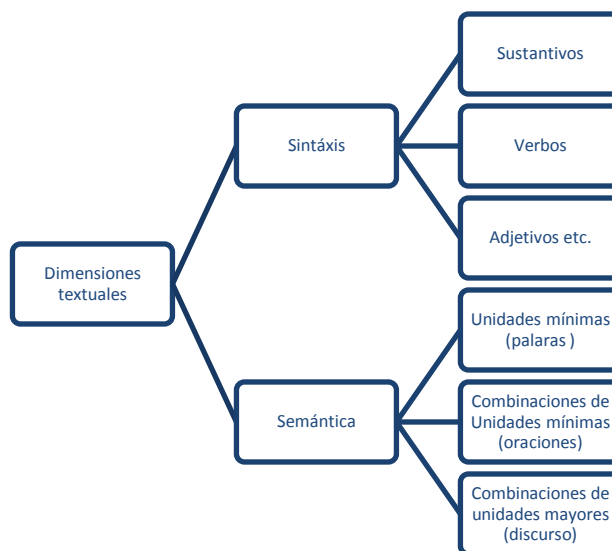 Dimensiones
textuales
Sintáxis
Sustantivos
Verbos
Adjetivos etc.
Semántica
Unidades mínimas
(palaras )
Combinaciones de
Unidades mínimas
(oraciones)
Combinaciones de
unidades mayores
(discurso)